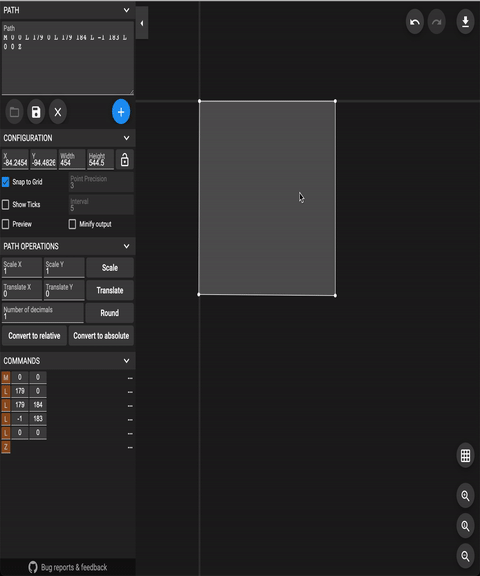 PATH
Path
M 0 0 L 179 0 L 179 184 L -1 183 L
0 0 Z
CONFIGURATION
X Y Width Height
-84.2454 -94.4826 454 544.5
Snap to Grid Point Precision
3
Show Ticks Interval
5
Preview Minify output
PATH OPERATIONS
Scale X Scale Y Scale
1 1
Translate X Translate Y Translate
0 0
Number of decimals Round
1
Convert to relative Convert to absolute
COMMANDS
M 0 0
L 179 0
L 179 184
L -1 183
L 0 0
Z
Bug reports & feedback